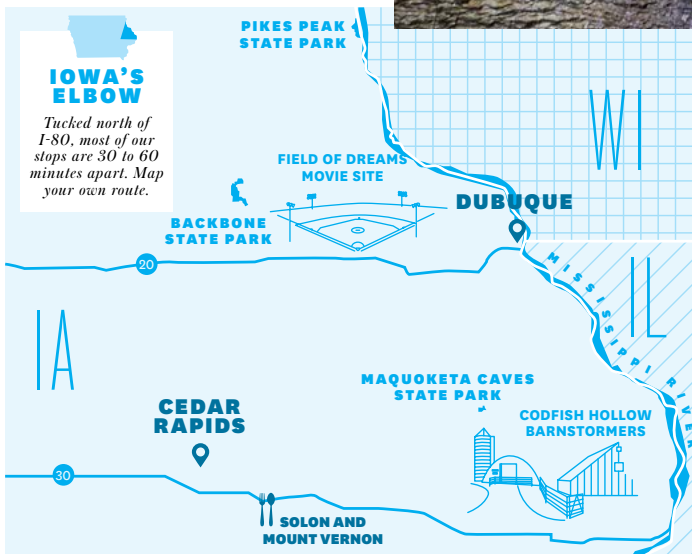 IOWA'S
ELBOW
Tucked north of
I-80, most of our
stops are 30 to 60
minutes apart. Map
your own route.
PIKES PEAK
STATE PARK
WI
FIELD OF DREAMS
MOVIE SITE
DUBUQUE
BACKBONE
STATE PARK
20
MISSISSIPPI RIVER
IL
IA
MAQUOKETA CAVES
STATE PARK
CODFISH HOLLOW
BARNSTORMERS
CEDAR
RAPIDS
30
SOLON AND
MOUNT VERNON